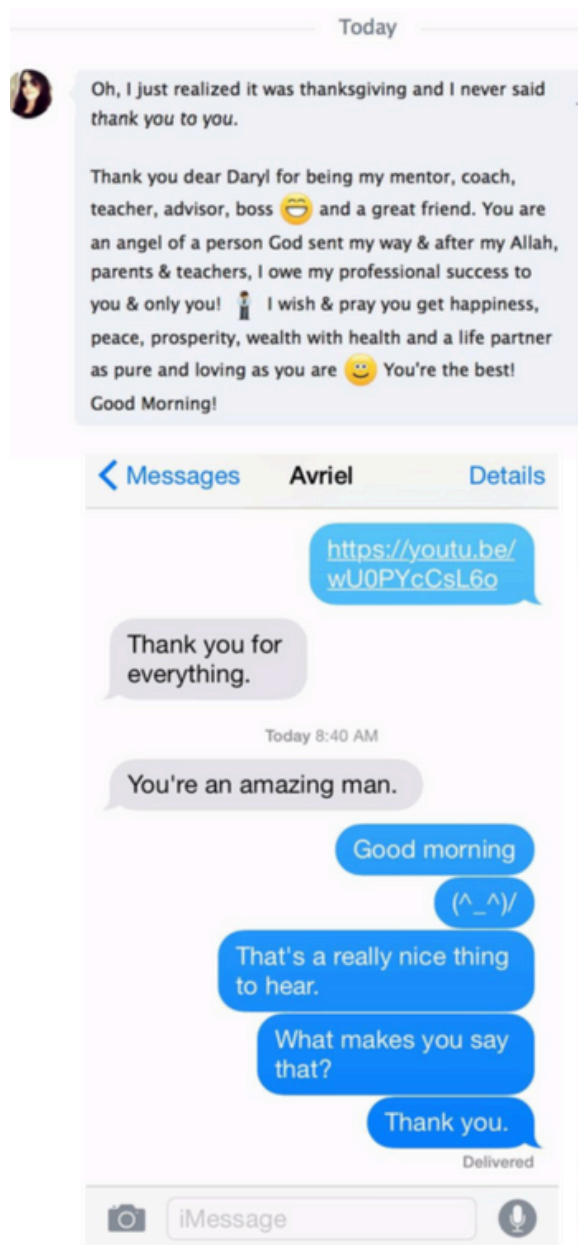 Today
Oh, I just realized it was thanksgiving and I never said
thank you to you.
Thank you dear Daryl for being my mentor, coach,
teacher, advisor, boss 😄 and a great friend. You are
an angel of a person God sent my way & after my Allah,
parents & teachers, I owe my professional success to
you & only you! I wish & pray you get happiness,
peace, prosperity, wealth with health and a life partner
as pure and loving as you are 🙂 You're the best!
Good Morning!
Messages Avriel Details
https://youtu.be/
wU0PYcCsL6o
Thank you for
everything.
Today 8:40 AM
You're an amazing man.
Good morning
(^_^)/
That's a really nice thing
to hear.
What makes you say
that?
Thank you.
Delivered
iMessage